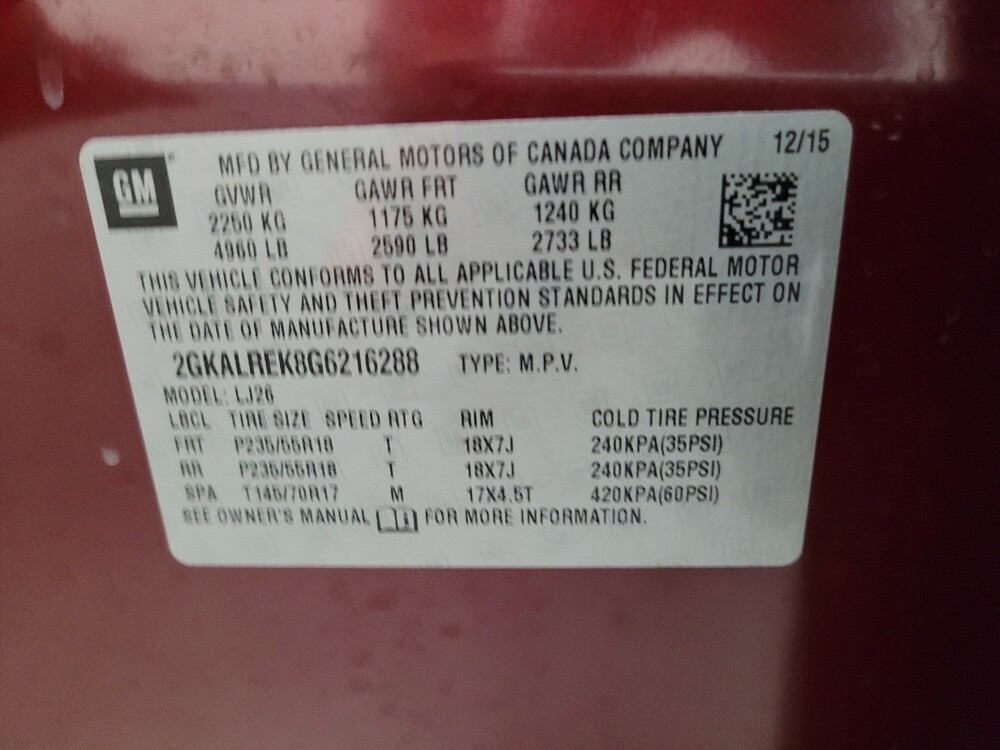 GM
MFD BY GENERAL MOTORS OF CANADA COMPANY 12/15
GVWR GAWR FRT GAWR RR
2250 KG 1175 KG 1240 KG
4960 LB 2590 LB 2733 LB
THIS VEHICLE CONFORMS TO ALL APPLICABLE U.S. FEDERAL MOTOR
VEHICLE SAFETY AND THEFT PREVENTION STANDARDS IN EFFECT ON
THE DATE OF MANUFACTURE SHOWN ABOVE.
2GKALREK8G6216288 TYPE: M.P.V.
MODEL: LJ26
LBCL TIRE SIZE SPEED RTG RIM COLD TIRE PRESSURE
FRT P235/55R18 T 18X7J 240KPA(35PSI)
RR P235/55R18 T 18X7J 240KPA(35PSI)
SPA T145/70R17 M 17X4.5T 420KPA(60PSI)
SEE OWNER'S MANUAL FOR MORE INFORMATION.